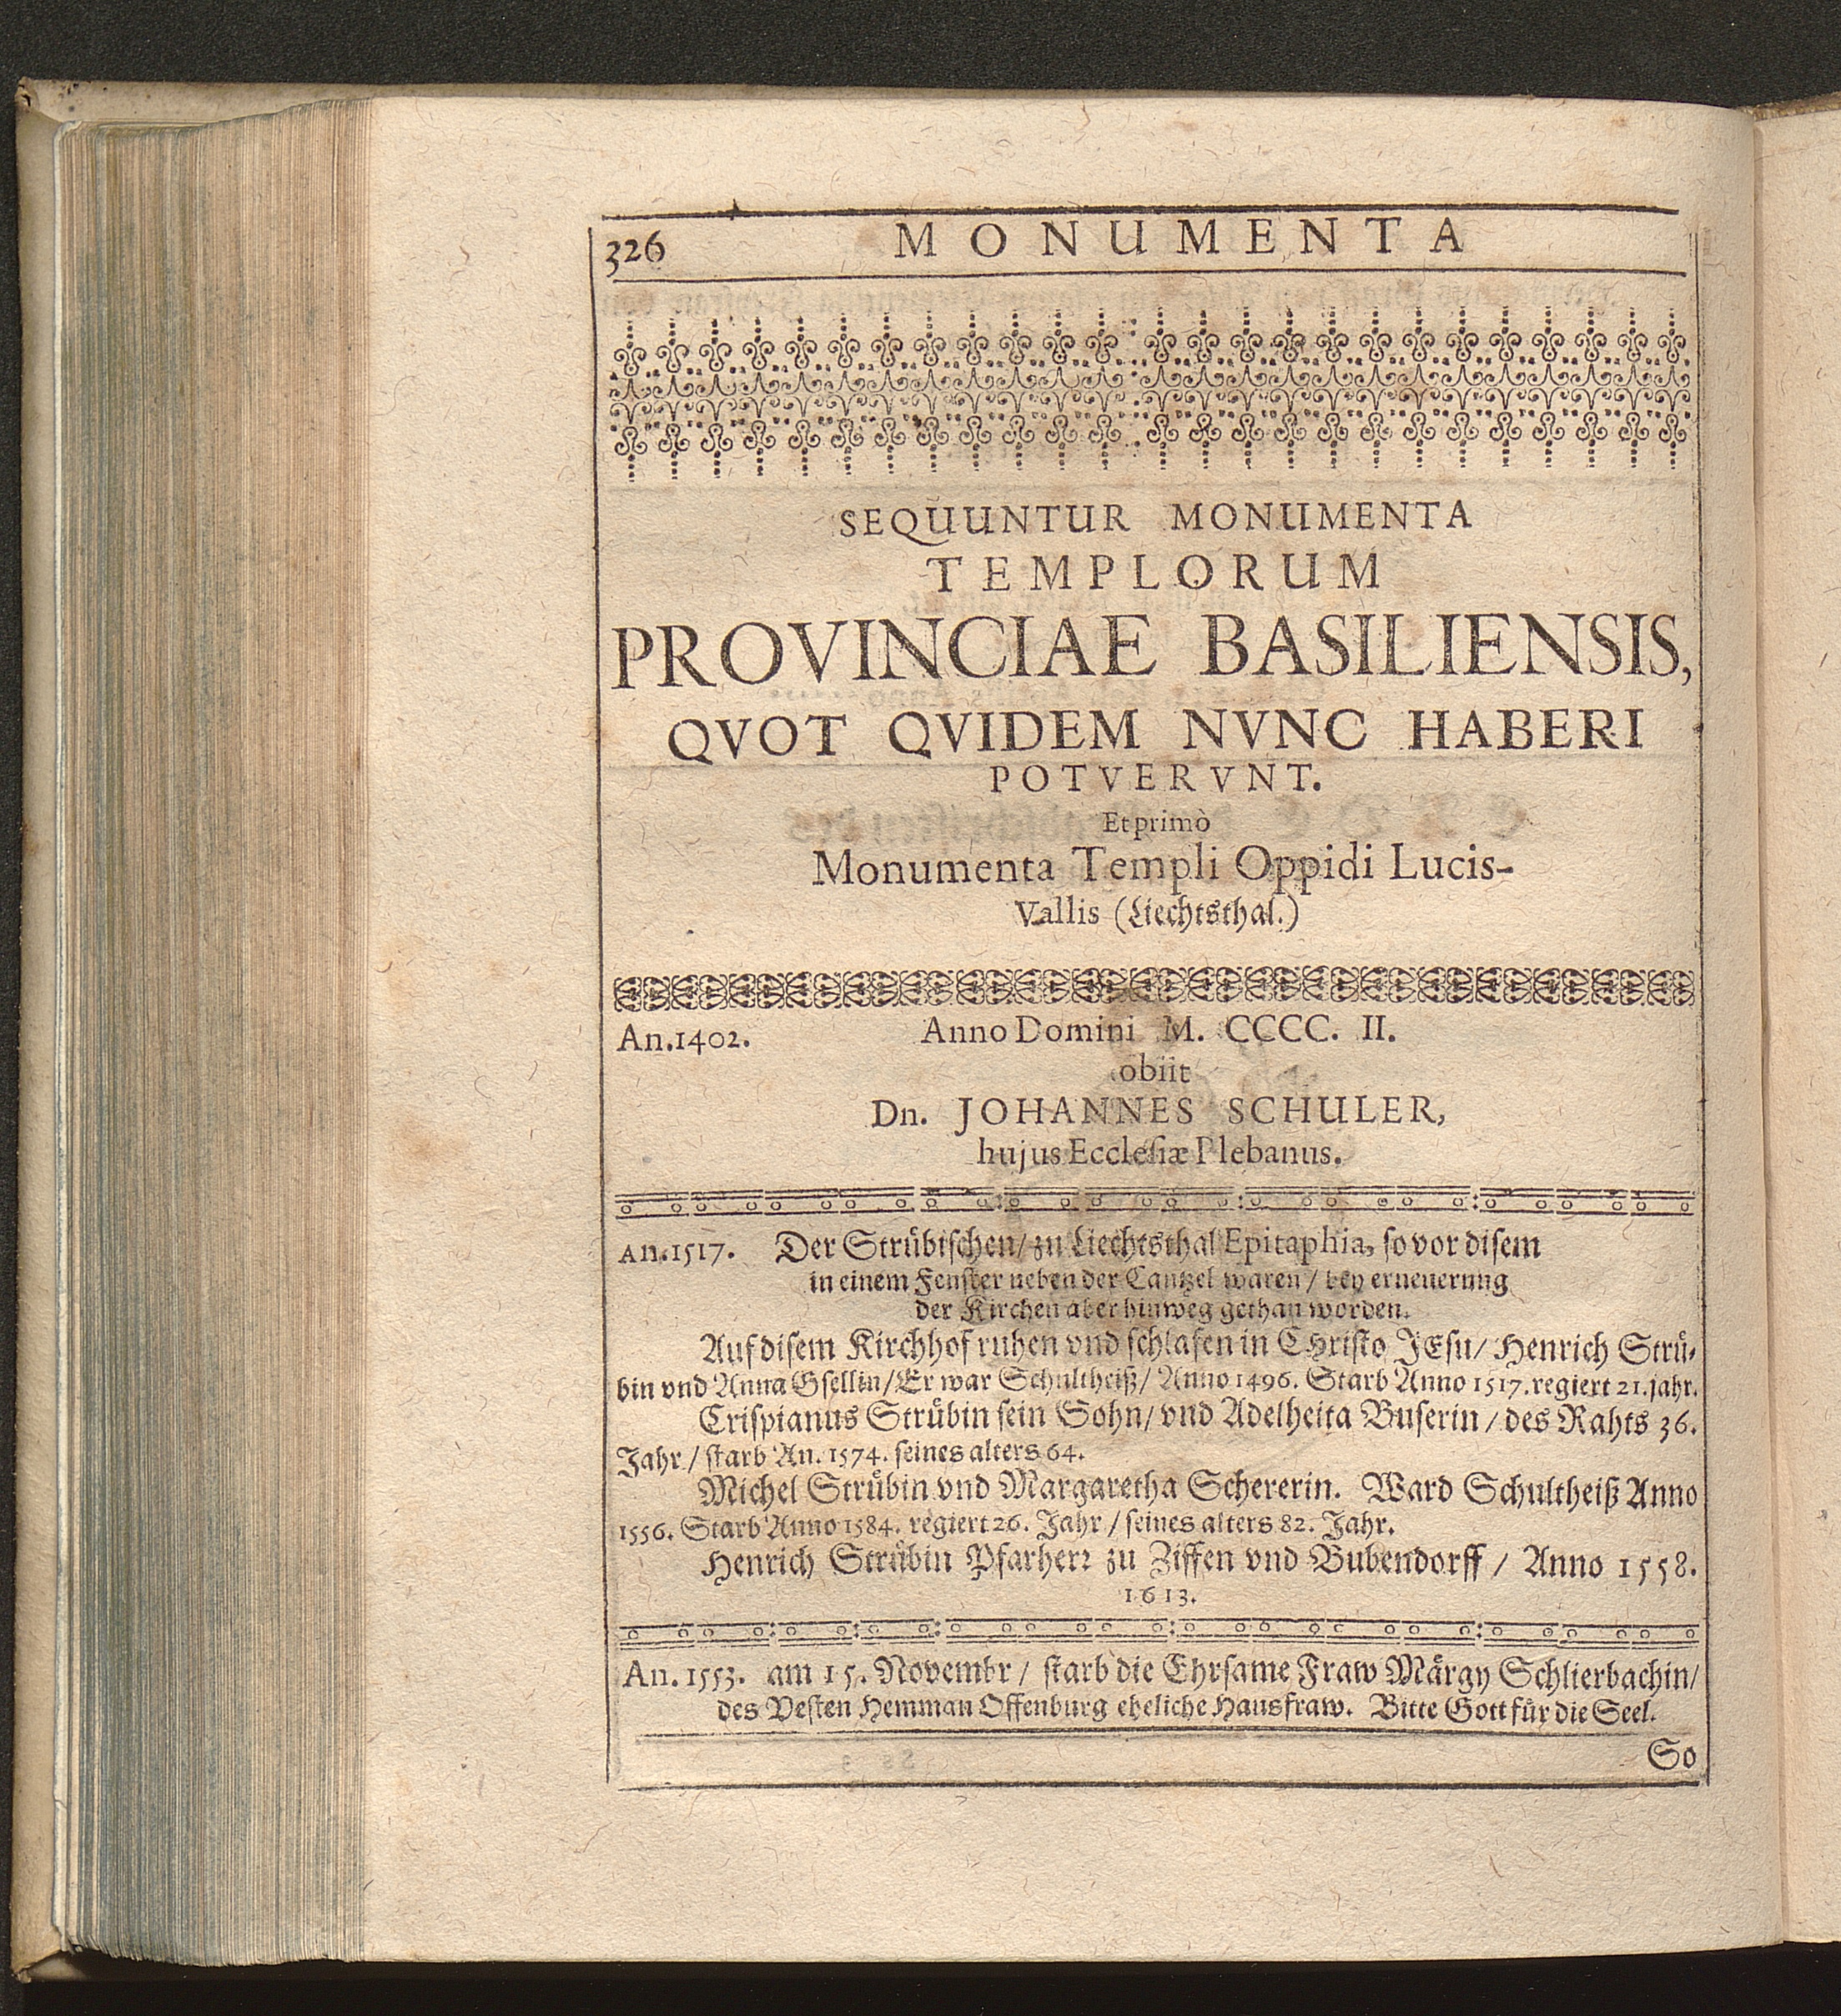 326 MONUMENTA
SEQUUNTUR MONUMENTA
TEMPLORUM
PROVINCIAE BASILIENSIS,
QVOT QVIDEM NVNC HABERI
POTVERVNT.
Et primò
Monumenta Templi Oppidi Lucis-
Vallis (Liechtsthal.)
An. 1402. Anno Domini M. CCCC. II.
obiit
Dn. JOHANNES SCHULER,
hujus Ecclesiæ Plebanus.
An. 1517. Der Strübischen/ zu Liechtsthal Epitaphia, so vor disem
in einem Fenster neben der Cantzel waren / bey erneuerung
der Kirchen aber hinweg gethan worden.
Auf disem Kirchhof ruhen vnd schlafen in CHristo JEsu/ Henrich Strü-
bin vnd Anna Gsellin/ Er war Schultheiß/ Anno 1496. Starb Anno 1517. regiert 21. jahr.
Crispianus Strübin sein Sohn/ vnd Adelheita Buserin / des Rahts 36.
Jahr / starb An. 1574. seines alters 64.
Michel Strübin vnd Margaretha Schererin. Ward Schultheiß Anno
1556. Starb Anno 1584. regiert 26. Jahr / seines alters 82. Jahr.
Henrich Strübin Pfarherr zu Ziffen vnd Bubendorff / Anno 1558.
1613.
An. 1553. am 15. Novembr / starb die Ehrsame Fraw Märgy Schlierbachin/
des Vesten Hemman Offenburg eheliche Hausfraw. Bitte Gott für die Seel.
So